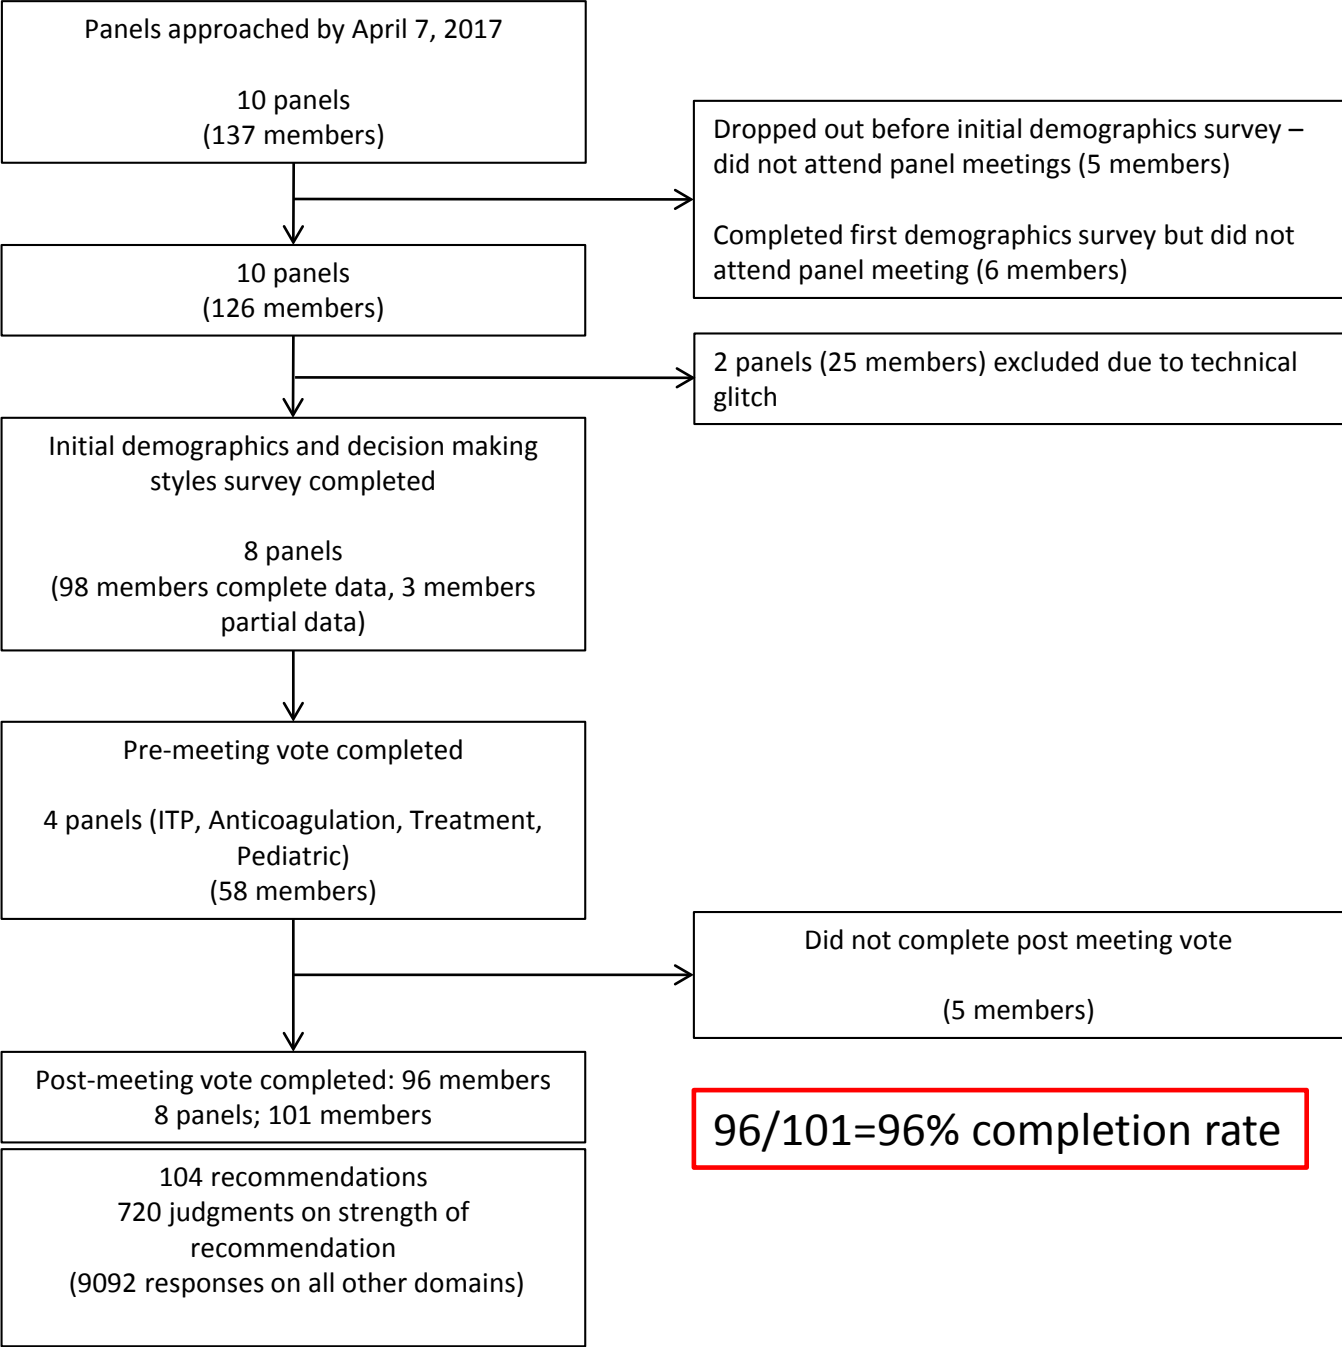 Panels approached by April 7, 2017
10 panels
(137 members)
Dropped out before initial demographics survey –
did not attend panel meetings (5 members)
Completed first demographics survey but did not
attend panel meeting (6 members)
10 panels
(126 members)
2 panels (25 members) excluded due to technical
glitch
Initial demographics and decision making
styles survey completed
8 panels
(98 members complete data, 3 members
partial data)
Pre-meeting vote completed
4 panels (ITP, Anticoagulation, Treatment,
Pediatric)
(58 members)
Did not complete post meeting vote
(5 members)
Post-meeting vote completed: 96 members
8 panels; 101 members
96/101=96% completion rate
104 recommendations
720 judgments on strength of
recommendation
(9092 responses on all other domains)